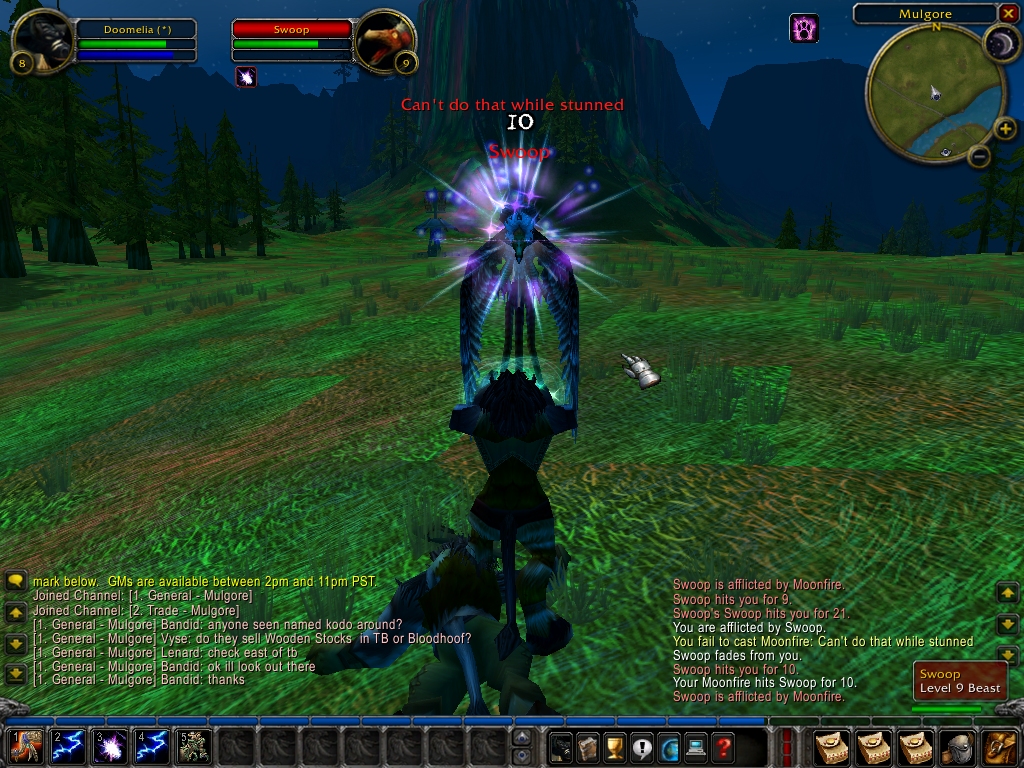 Doomelia (*)
8
Swoop
9
Mulgore
N
Can't do that while stunned
10
Swoop
mark below. GMs are available between 2pm and 11pm PST.
Joined Channel: [1. General - Mulgore]
Joined Channel: [2. Trade - Mulgore]
[1. General - Mulgore] Bandid: anyone seen named kodo around?
[1. General - Mulgore] Vyse: do they sell Wooden Stocks in TB or Bloodhoof?
[1. General - Mulgore] Lenard: check east of tb
[1. General - Mulgore] Bandid: ok ill look out there
[1. General - Mulgore] Bandid: thanks
Swoop is afflicted by Moonfire.
Swoop hits you for 9.
Swoop's Swoop hits you for 21.
You are afflicted by Swoop.
You fail to cast Moonfire: Can't do that while stunned
Swoop fades from you.
Swoop hits you for 10.
Your Moonfire hits Swoop for 10.
Swoop is afflicted by Moonfire.
Swoop
Level 9 Beast
1
2
3
4
5